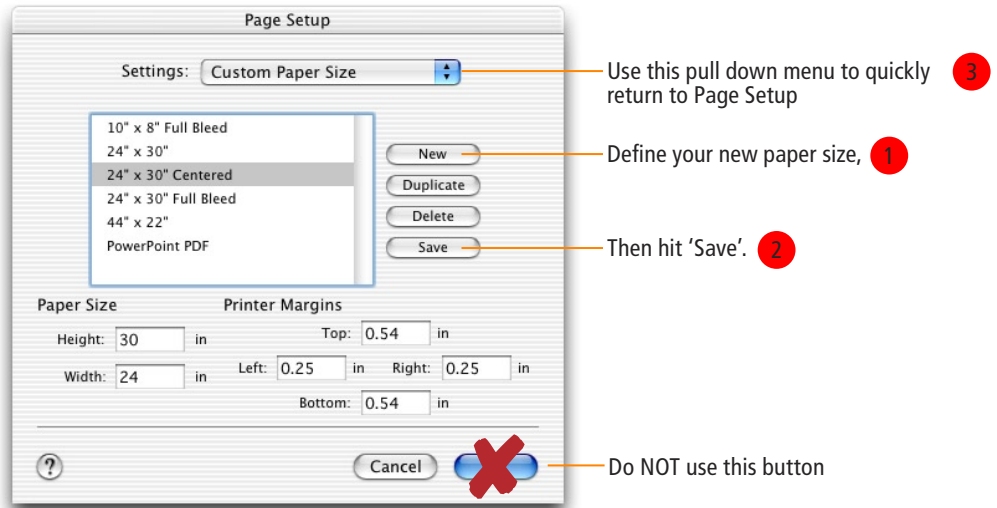 Page Setup
Settings: Custom Paper Size
Use this pull down menu to quickly 3
return to Page Setup
10" x 8" Full Bleed
24" x 30"
24" x 30" Centered
24" x 30" Full Bleed
44" x 22"
PowerPoint PDF
New
Define your new paper size, 1
Duplicate
Delete
Save
Then hit ‘Save’. 2
Paper Size
Height: 30 in
Width: 24 in
Printer Margins
Top: 0.54 in
Left: 0.25 in Right: 0.25 in
Bottom: 0.54 in
?
Cancel
Do NOT use this button